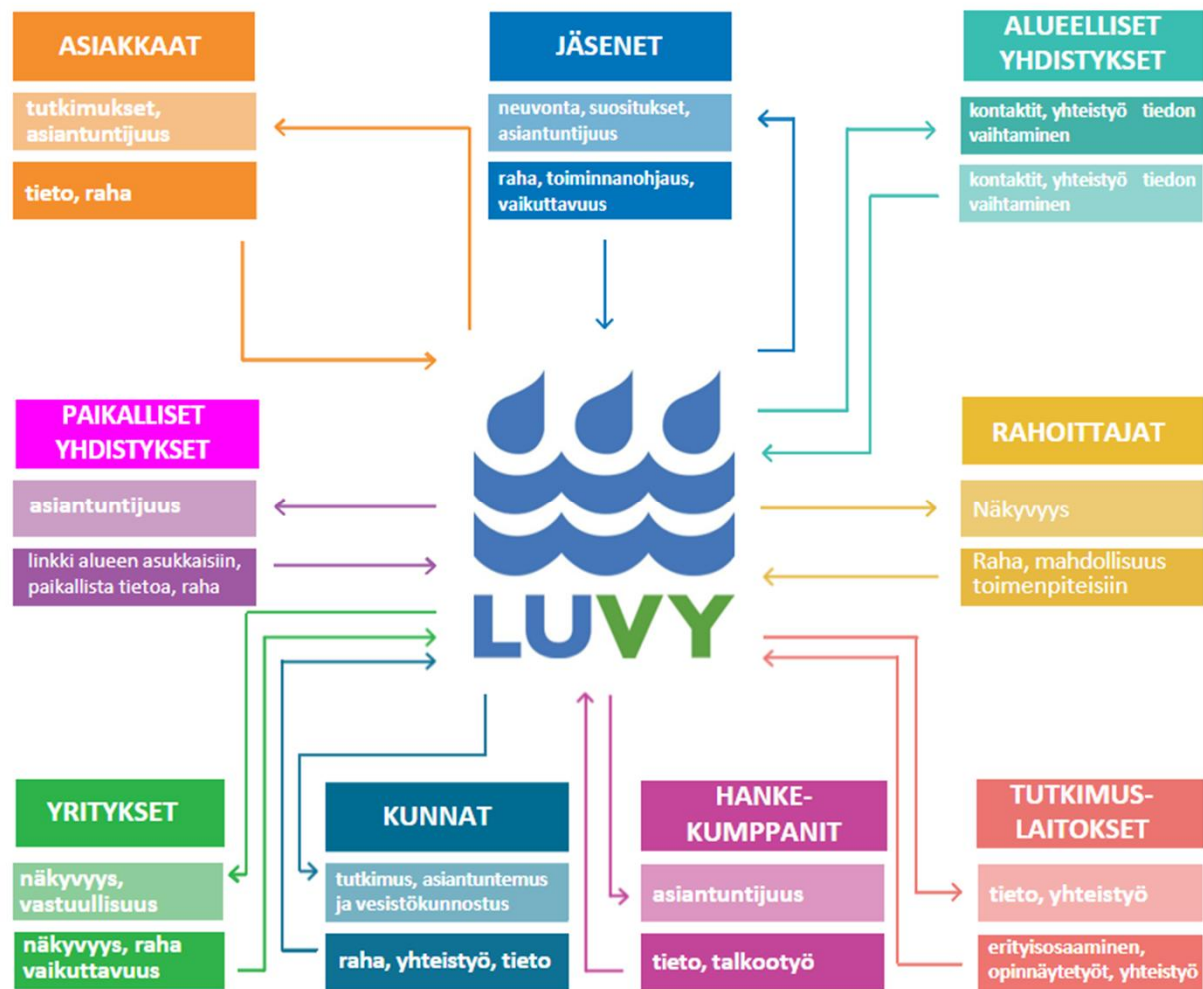 ASIAKKAAT
tutkimukset,
asiantuntijuus
tieto, raha
JÄSENET
neuvonta, suositukset,
asiantuntijuus
raha, toiminnanohjaus,
vaikuttavuus
ALUEELLISET
YHDISTYKSET
kontaktit, yhteistyö tiedon
vaihtaminen
kontaktit, yhteistyö tiedon
vaihtaminen
PAIKALLISET
YHDISTYKSET
asiantuntijuus
linkki alueen asukkaisiin,
paikallista tietoa, raha
LUVY
RAHOITTAJAT
Näkyvyys
Raha, mahdollisuus
toimenpiteisiin
YRITYKSET
näkyvyys,
vastuullisuus
näkyvyys, raha
vaikuttavuus
KUNNAT
tutkimus, asiantuntemus
ja vesistökunnostus
raha, yhteistyö, tieto
HANKE-
KUMPPANIT
asiantuntijuus
tieto, talkootyö
TUTKIMUS-
LAITOKSET
tieto, yhteistyö
erityisosaaminen,
opinnäytetyöt, yhteistyö